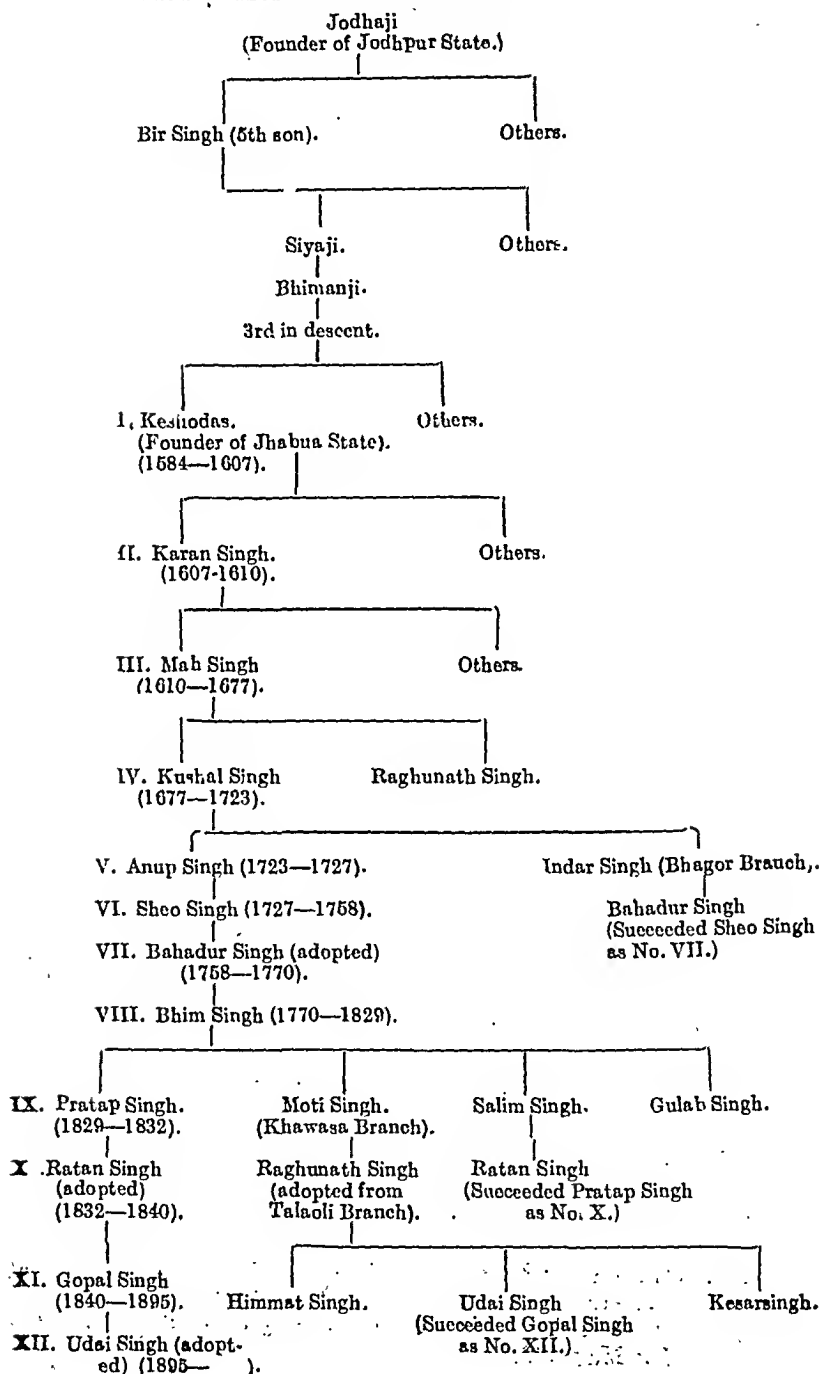 Jodhaji
(Founder of Jodhpur State.)
Bir Singh (5th son). Others.
Siyaji. Others.
Bhimanji.
3rd in descent.
1. Keshodas. Others.
(Founder of Jhabua State).
(1584—1607).
II. Karan Singh. Others.
(1607-1610).
III. Mah Singh Others.
(1610—1677).
IV. Kushal Singh Raghunath Singh.
(1677—1723).
V. Anup Singh (1723—1727). Indar Singh (Bhagor Branch,.
VI. Sheo Singh (1727—1758). Bahadur Singh
(Succeeded Sheo Singh
VII. Bahadur Singh (adopted) as No. VII.)
(1758—1770).
VIII. Bhim Singh (1770—1829).
IX. Pratap Singh. Moti Singh. Salim Singh. Gulab Singh.
(1829—1832). (Khawasa Branch).
X .Ratan Singh Raghunath Singh Ratan Singh
(adopted) (adopted from (Succeeded Pratap Singh
(1832—1840). Talaoli Branch). as No. X.)
XI. Gopal Singh
(1840—1895). Himmat Singh. Udai Singh Kesarsingh.
(Succeeded Gopal Singh
XII. Udai Singh (adopt- as No. XII.)
ed) (1895— ).